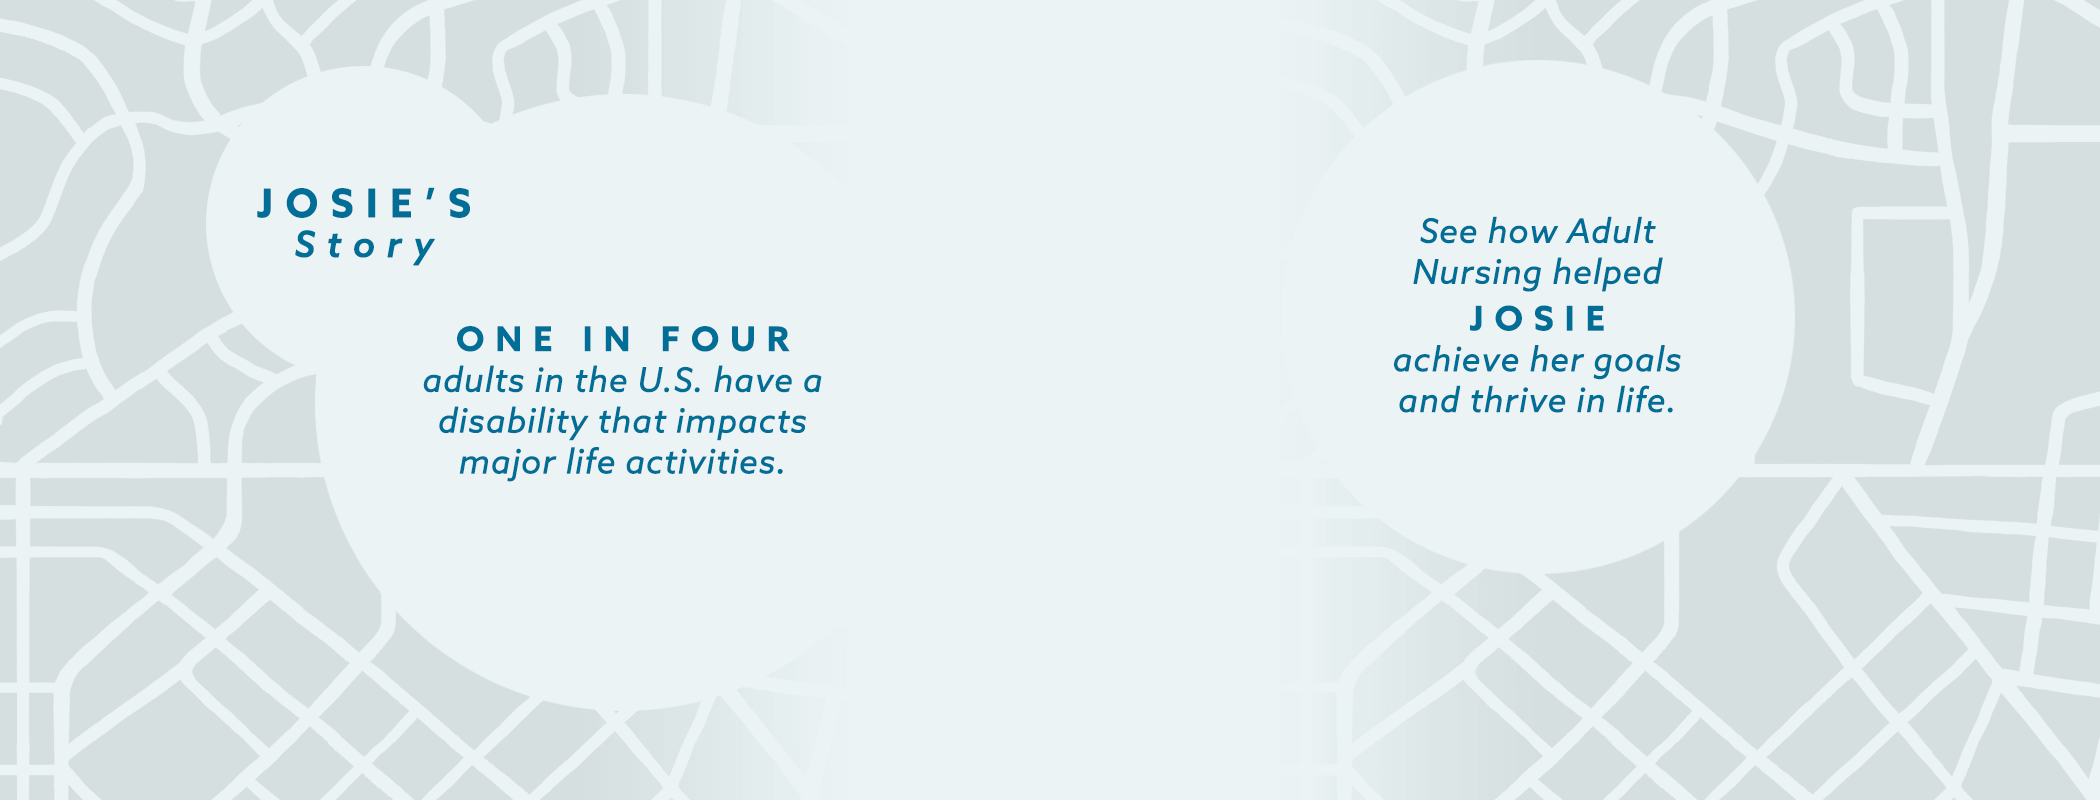 JOSIE’S
Story
ONE IN FOUR
adults in the U.S. have a
disability that impacts
major life activities.
See how Adult
Nursing helped
JOSIE
achieve her goals
and thrive in life.